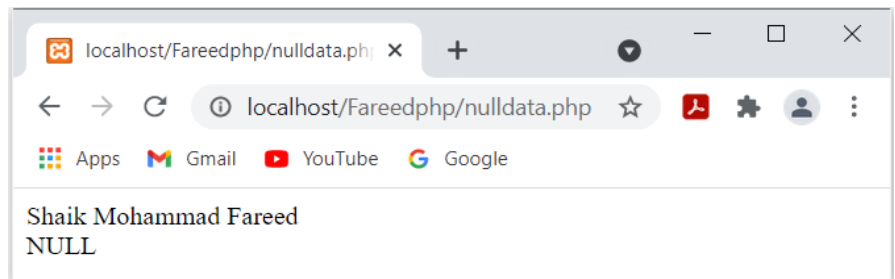 localhost/Fareedphp/nulldata.ph
localhost/Fareedphp/nulldata.php
Apps Gmail YouTube Google
Shaik Mohammad Fareed
NULL